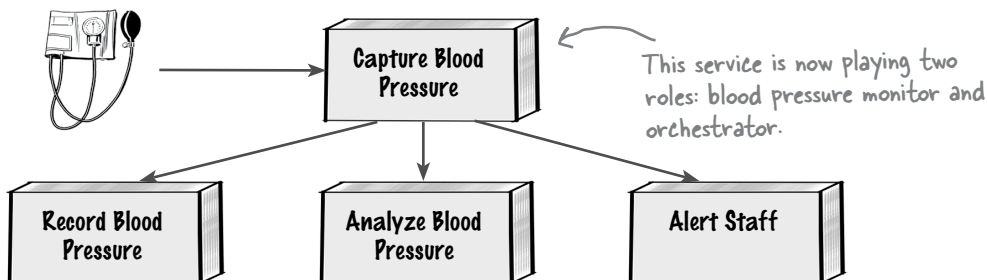 Capture Blood
Pressure
This service is now playing two
roles: blood pressure monitor and
orchestrator.
Record Blood
Pressure
Analyze Blood
Pressure
Alert Staff